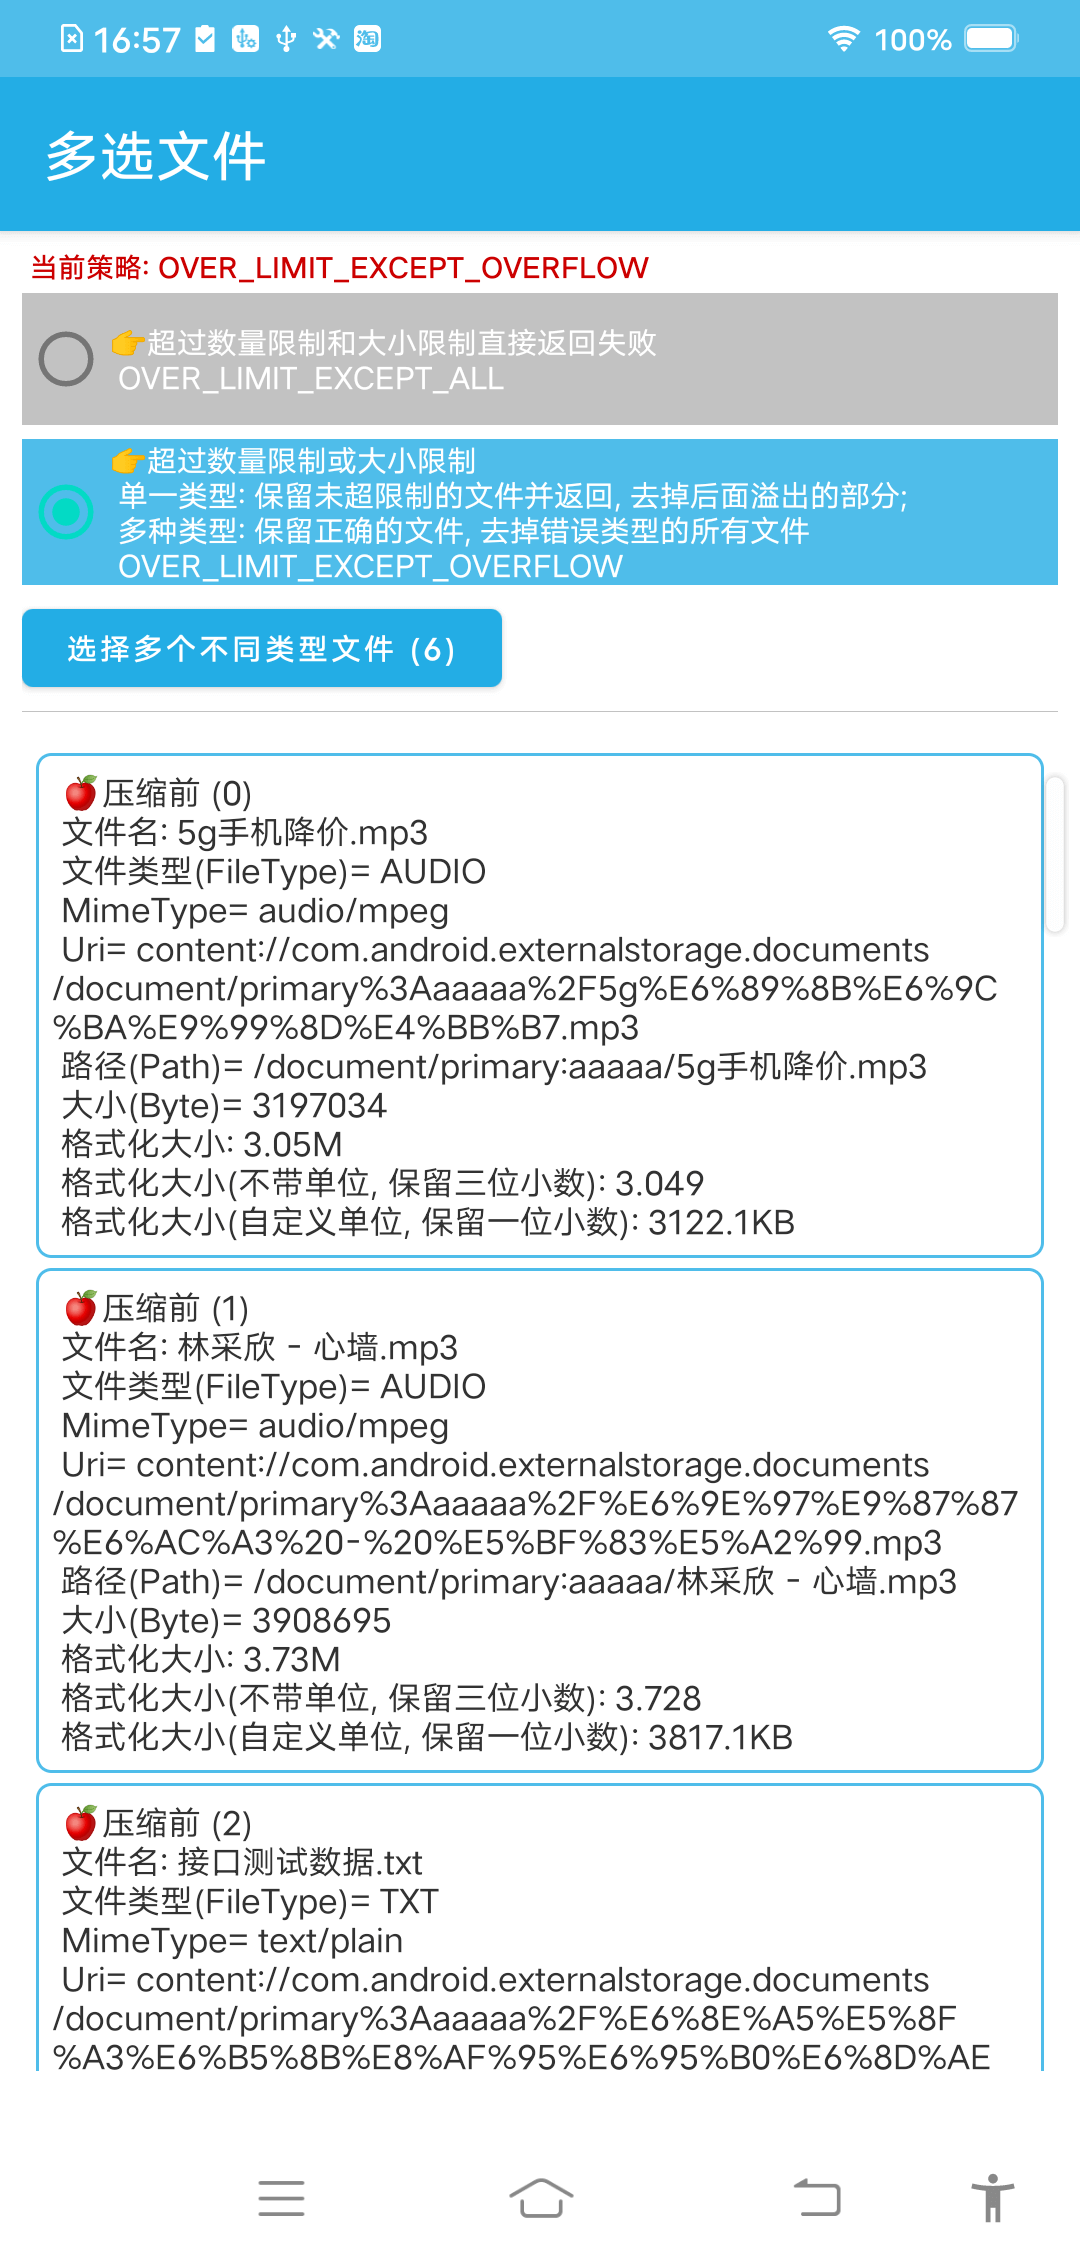 16:57
100%
多选文件
当前策略: OVER_LIMIT_EXCEPT_OVERFLOW
👉超过数量限制和大小限制直接返回失败
OVER_LIMIT_EXCEPT_ALL
👉超过数量限制或大小限制
单一类型: 保留未超限制的文件并返回, 去掉后面溢出的部分;
多种类型: 保留正确的文件, 去掉错误类型的所有文件
OVER_LIMIT_EXCEPT_OVERFLOW
选择多个不同类型文件 (6)
🍎压缩前 (0)
文件名: 5g手机降价.mp3
文件类型(FileType)= AUDIO
MimeType= audio/mpeg
Uri= content://com.android.externalstorage.documents
/document/primary%3Aaaaaa%2F5g%E6%89%8B%E6%9C
%BA%E9%99%8D%E4%BB%B7.mp3
路径(Path)= /document/primary:aaaaa/5g手机降价.mp3
大小(Byte)= 3197034
格式化大小: 3.05M
格式化大小(不带单位, 保留三位小数): 3.049
格式化大小(自定义单位, 保留一位小数): 3122.1KB
🍎压缩前 (1)
文件名: 林采欣 - 心墙.mp3
文件类型(FileType)= AUDIO
MimeType= audio/mpeg
Uri= content://com.android.externalstorage.documents
/document/primary%3Aaaaaa%2F%E6%9E%97%E9%87%87
%E6%AC%A3%20-%20%E5%BF%83%E5%A2%99.mp3
路径(Path)= /document/primary:aaaaa/林采欣 - 心墙.mp3
大小(Byte)= 3908695
格式化大小: 3.73M
格式化大小(不带单位, 保留三位小数): 3.728
格式化大小(自定义单位, 保留一位小数): 3817.1KB
🍎压缩前 (2)
文件名: 接口测试数据.txt
文件类型(FileType)= TXT
MimeType= text/plain
Uri= content://com.android.externalstorage.documents
/document/primary%3Aaaaaa%2F%E6%8E%A5%E5%8F
%A3%E6%B5%8B%E8%AF%95%E6%95%B0%E6%8D%AE